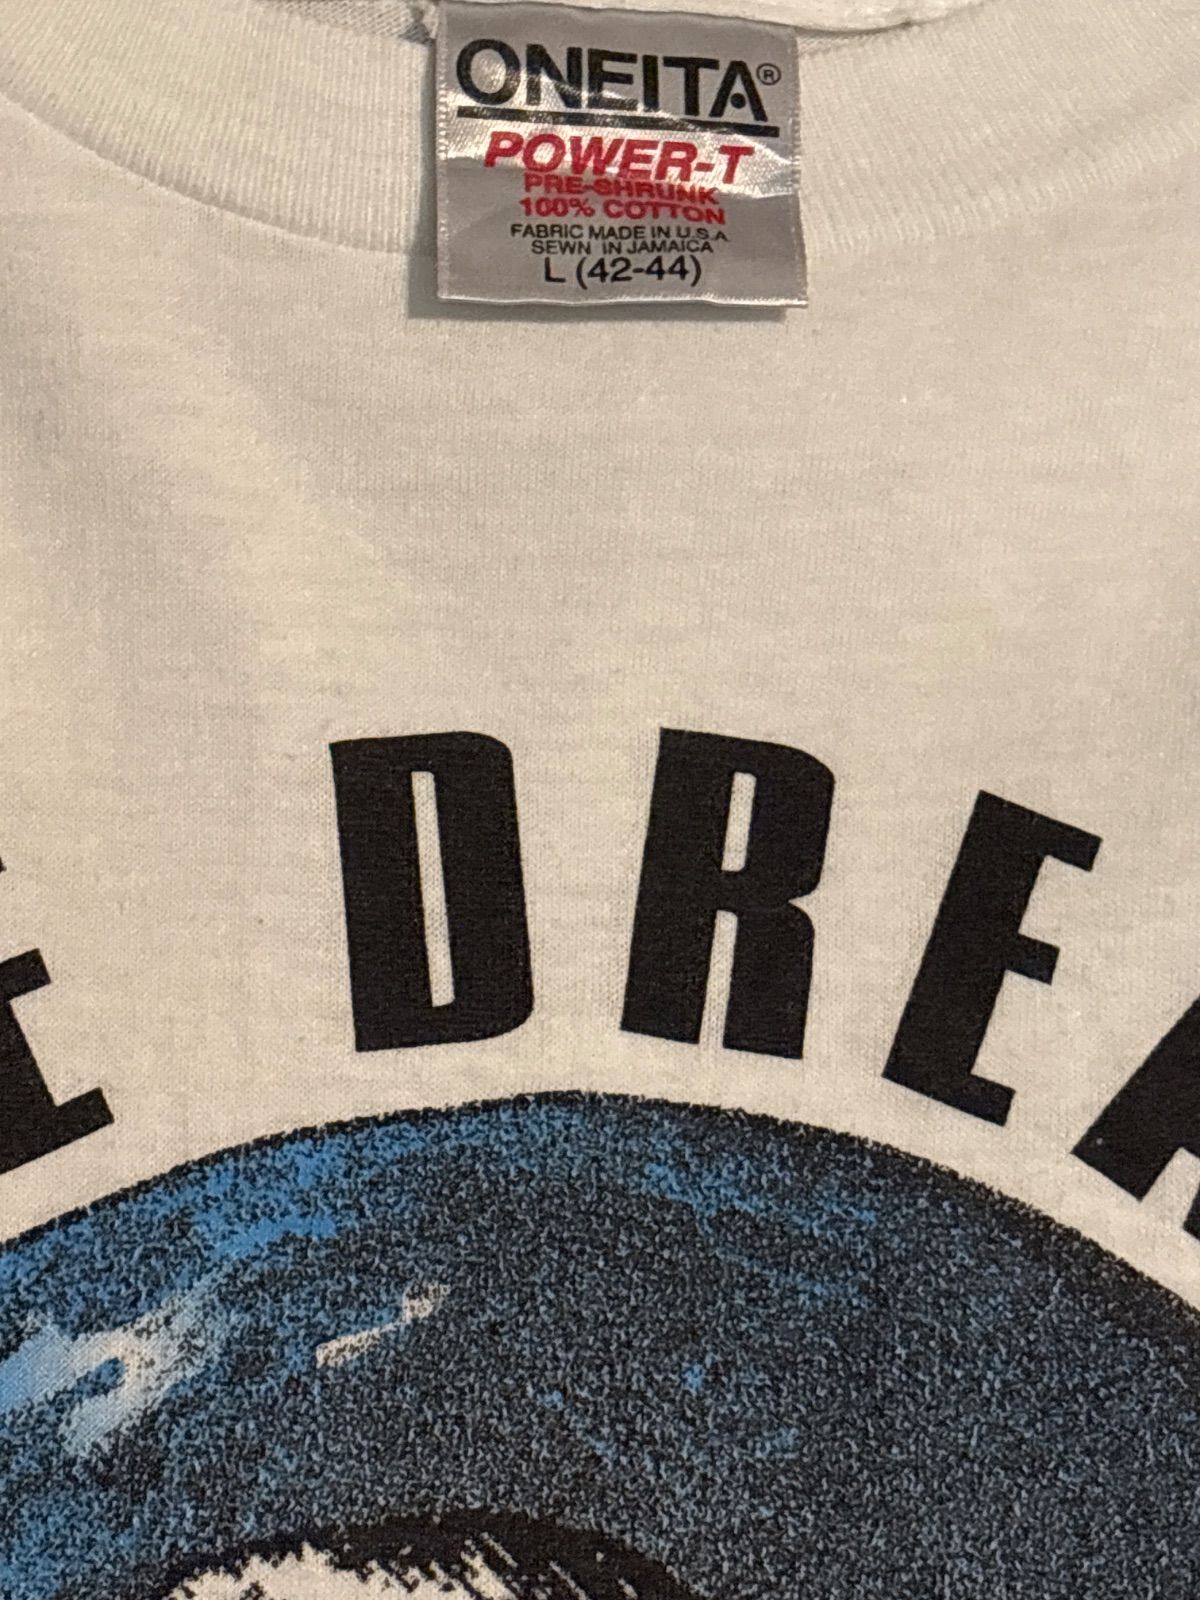 ONEITA®
POWER-T
PRE-SHRUNK
100% COTTON
FABRIC MADE IN U.S.A
SEWN IN JAMAICA
L (42-44)
E DREA